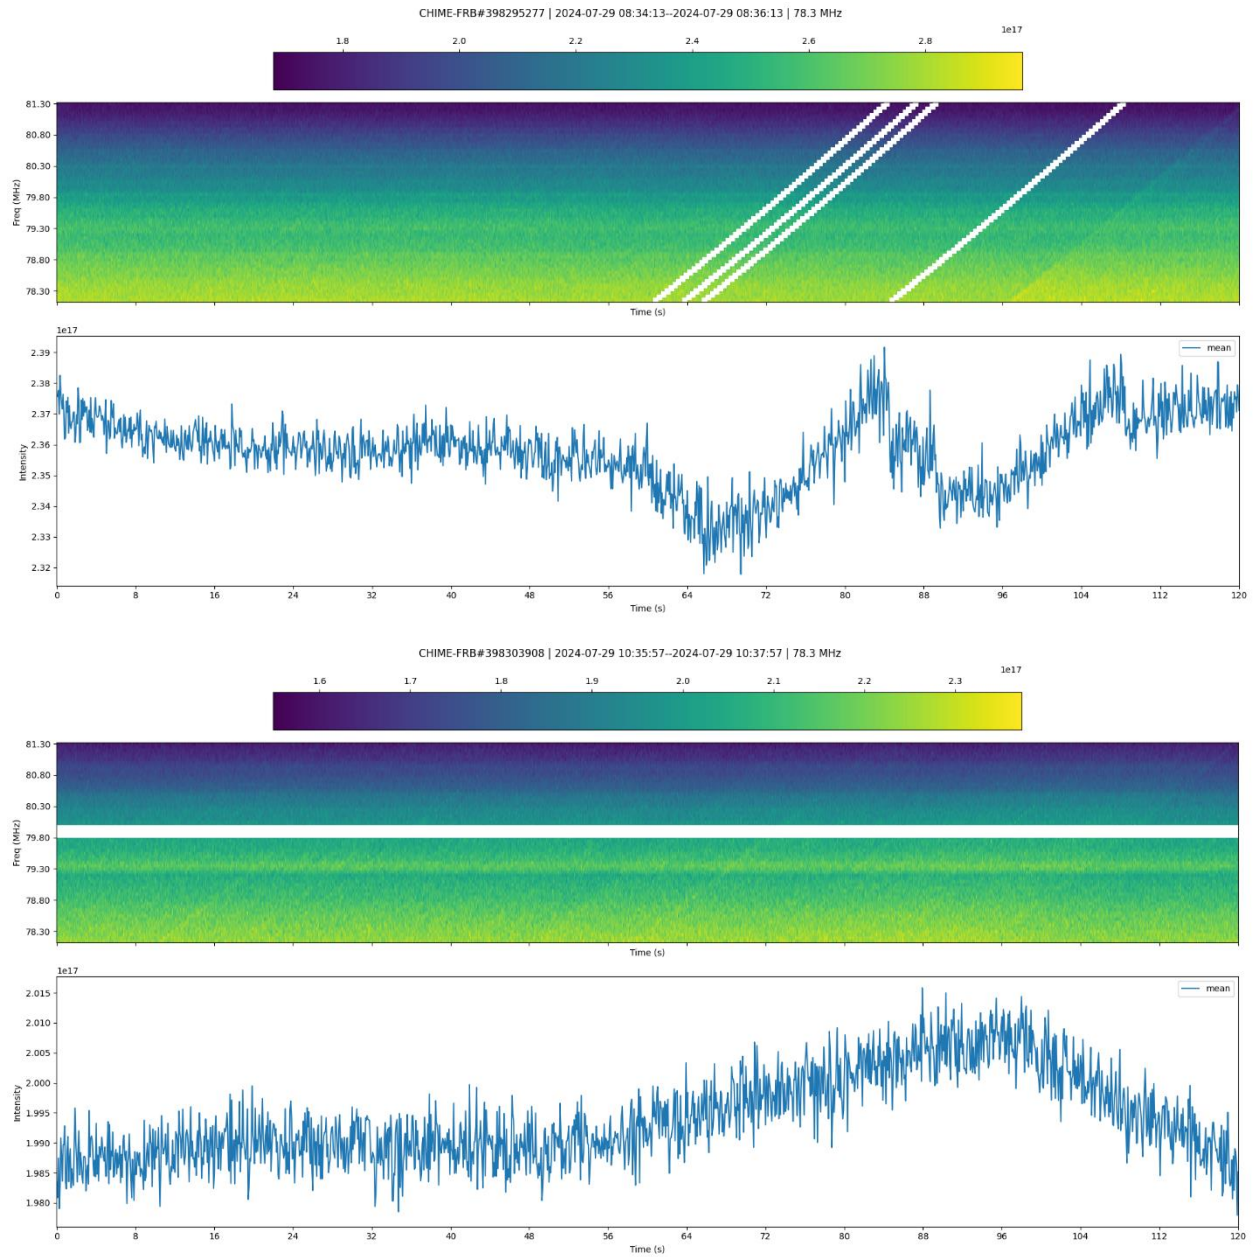 CHIME-FRB#398295277 | 2024-07-29 08:34:13--2024-07-29 08:36:13 | 78.3 MHz
1e17
1.8 2.0 2.2 2.4 2.6 2.8
81.30
80.80
80.30
79.80
79.30
78.80
78.30
Freq (MHz)
Time (s)
1e17
mean
2.39
2.38
2.37
2.36
2.35
2.34
2.33
2.32
Intensity
0 8 16 24 32 40 48 56 64 72 80 88 96 104 112 120
Time (s)
CHIME-FRB#398303908 | 2024-07-29 10:35:57--2024-07-29 10:37:57 | 78.3 MHz
1e17
1.6 1.7 1.8 1.9 2.0 2.1 2.2 2.3
81.30
80.80
80.30
79.80
79.30
78.80
78.30
Freq (MHz)
Time (s)
1e17
mean
2.015
2.010
2.005
2.000
1.995
1.990
1.985
1.980
Intensity
0 8 16 24 32 40 48 56 64 72 80 88 96 104 112 120
Time (s)